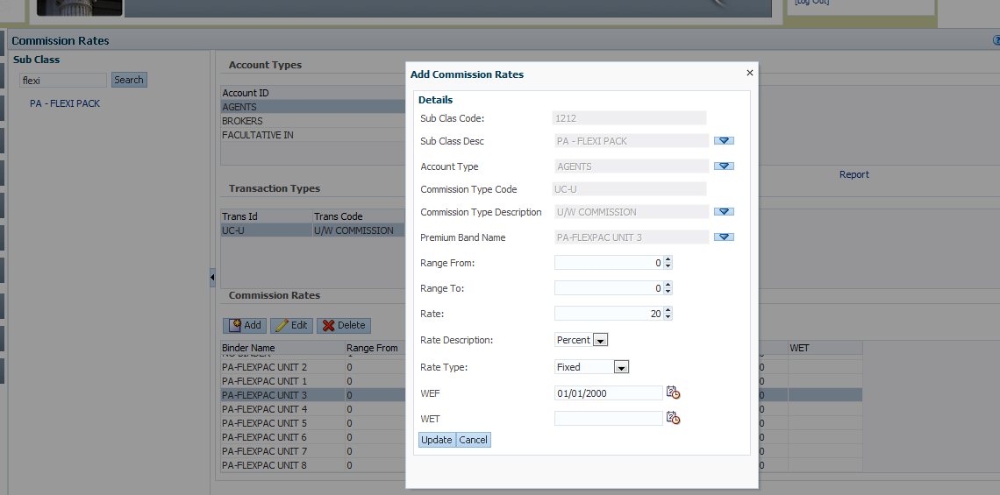 [Log Out]
Commission Rates
Sub Class
flexi
Search
PA - FLEXI PACK
Account Types
Account ID
AGENTS
BROKERS
FACULTATIVE IN
Report
Transaction Types
Trans Id Trans Code
UC-U U/W COMMISSION
Commission Rates
Add Edit Delete
Binder Name Range From WET
PA-FLEXPAC UNIT 2 0 0
PA-FLEXPAC UNIT 1 0 0
PA-FLEXPAC UNIT 3 0 0
PA-FLEXPAC UNIT 4 0 0
PA-FLEXPAC UNIT 5 0 0
PA-FLEXPAC UNIT 6 0 0
PA-FLEXPAC UNIT 7 0 0
PA-FLEXPAC UNIT 8 0 0
Add Commission Rates
Details
Sub Clas Code: 1212
Sub Class Desc PA - FLEXI PACK
Account Type AGENTS
Commission Type Code UC-U
Commission Type Description U/W COMMISSION
Premium Band Name PA-FLEXPAC UNIT 3
Range From: 0
Range To: 0
Rate: 20
Rate Description: Percent
Rate Type: Fixed
WEF 01/01/2000
WET
Update Cancel